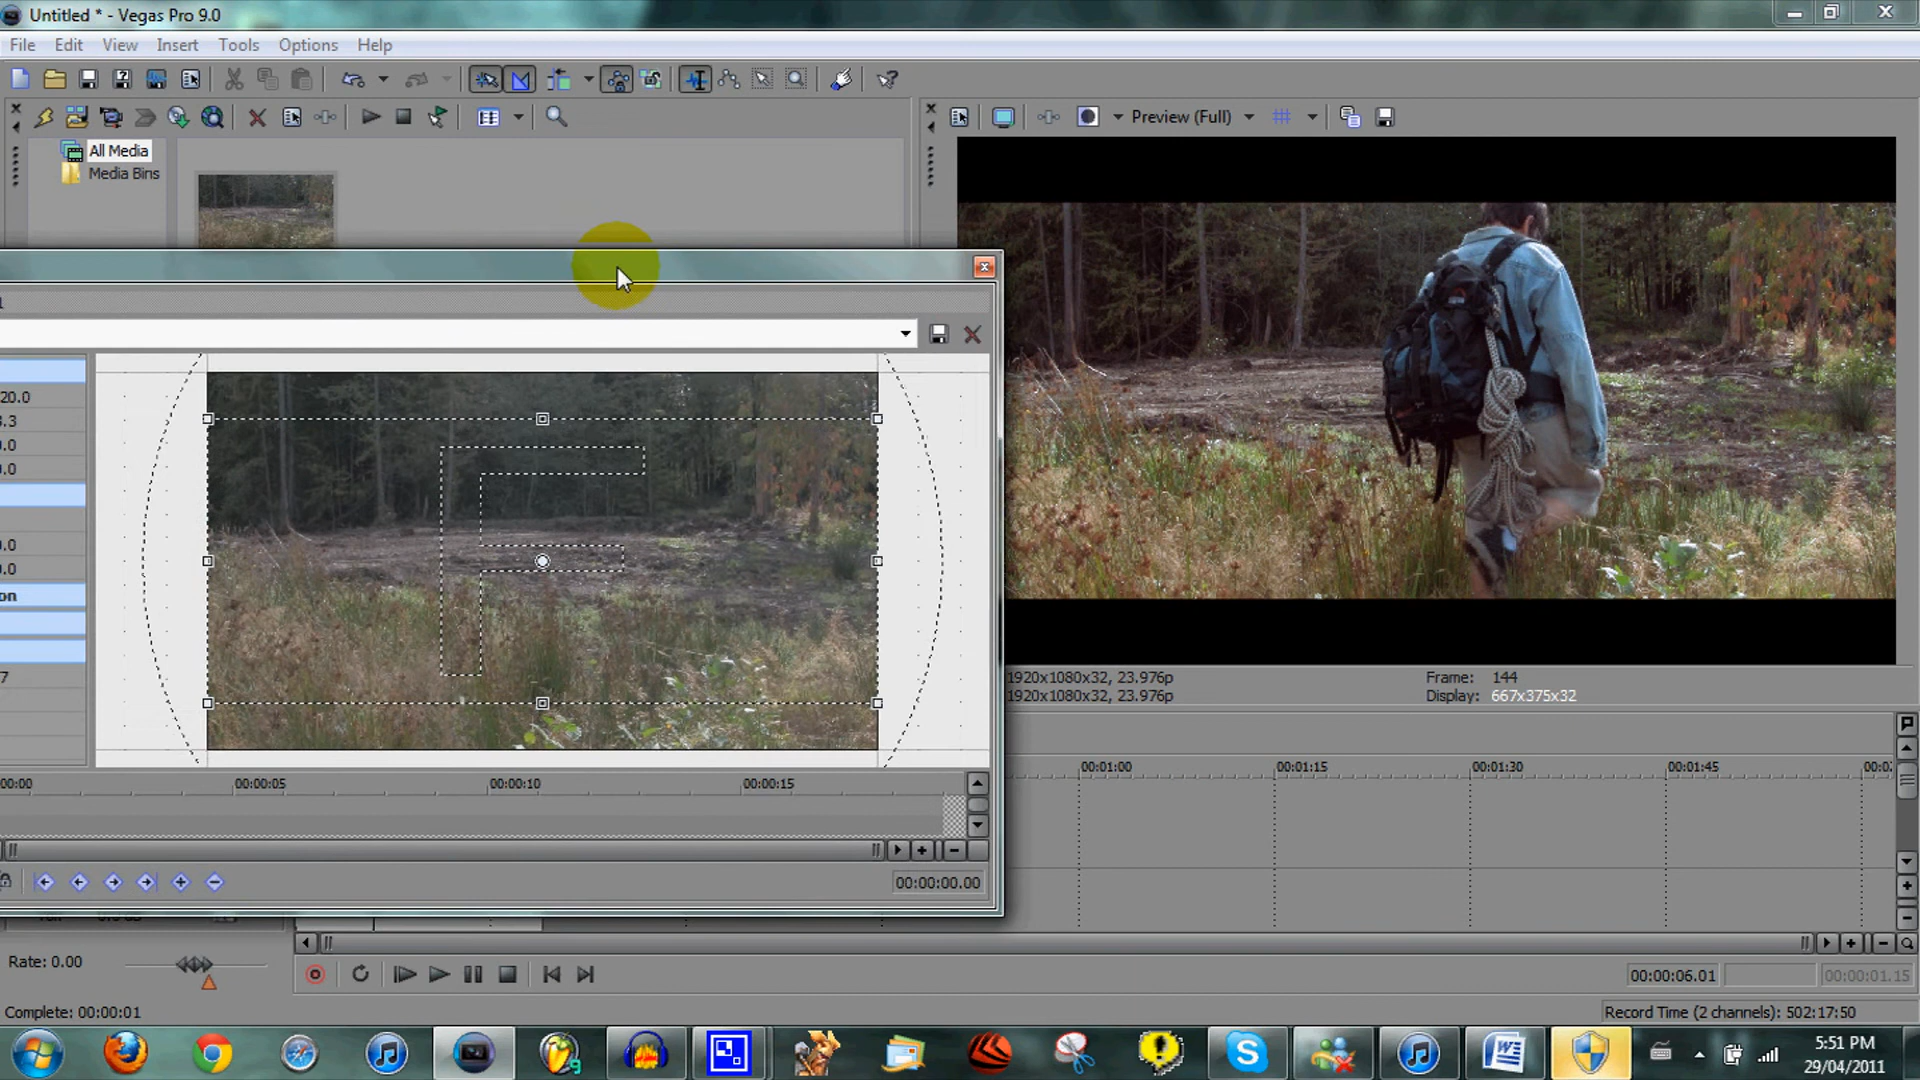 Untitled * - Vegas Pro 9.0
File Edit View Insert Tools Options Help
Preview (Full)
All Media
Media Bins
1
20.0
.3
0.0
0.0
0.0
0.0
on
7
1920x1080x32, 23.976p
Frame: 144
1920x1080x32, 23.976p
Display: 667x375x32
00:01:00 00:01:15 00:01:30 00:01:45
00:00 00:00:05 00:00:10 00:00:15
00:00:00.00
Rate: 0.00
00:00:06.01
00:00:01.15
Complete: 00:00:01
Record Time (2 channels): 502:17:50
5:51 PM
29/04/2011